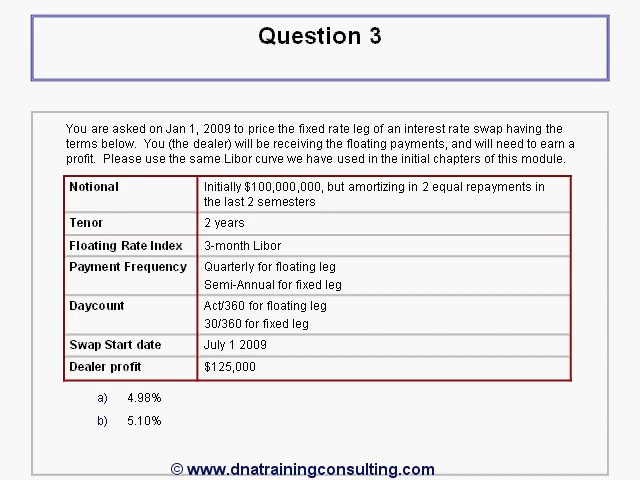 Question 3
You are asked on Jan 1, 2009 to price the fixed rate leg of an interest rate swap having the
terms below. You (the dealer) will be receiving the floating payments, and will need to earn a
profit. Please use the same Libor curve we have used in the initial chapters of this module.
Notional Initially $100,000,000, but amortizing in 2 equal repayments in
the last 2 semesters
Tenor 2 years
Floating Rate Index 3-month Libor
Payment Frequency Quarterly for floating leg
Semi-Annual for fixed leg
Daycount Act/360 for floating leg
30/360 for fixed leg
Swap Start date July 1 2009
Dealer profit $125,000
a) 4.98%
b) 5.10%
© www.dnatrainingconsulting.com